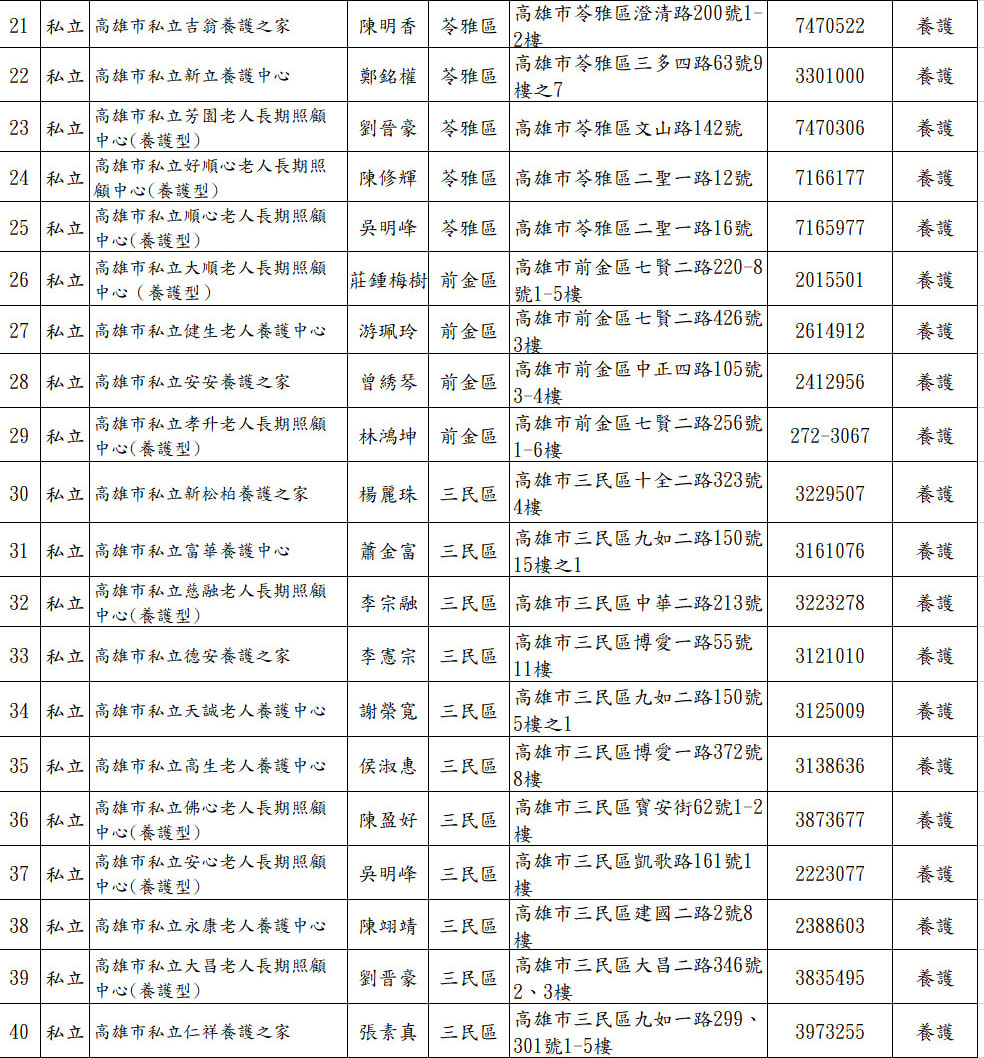 21 私立 高雄市私立吉翁養護之家 陳明香 苓雅區 高雄市苓雅區澄清路200號1-
2樓 7470522 養護
22 私立 高雄市私立新立養護中心 鄭銘權 苓雅區 高雄市苓雅區三多四路63號9
樓之7 3301000 養護
23 私立 高雄市私立芳園老人長期照顧
中心(養護型) 劉晉豪 苓雅區 高雄市苓雅區文山路142號 7470306 養護
24 私立 高雄市私立好順心老人長期照
顧中心(養護型) 陳修輝 苓雅區 高雄市苓雅區二聖一路12號 7166177 養護
25 私立 高雄市私立順心老人長期照顧
中心(養護型) 吳明峰 苓雅區 高雄市苓雅區二聖一路16號 7165977 養護
26 私立 高雄市私立大順老人長期照顧
中心(養護型) 莊鍾梅樹 前金區 高雄市前金區七賢二路220-8
號1-5樓 2015501 養護
27 私立 高雄市私立健生老人養護中心 游珮玲 前金區 高雄市前金區七賢二路426號
3樓 2614912 養護
28 私立 高雄市私立安安養護之家 曾綉琴 前金區 高雄市前金區中正四路105號
3-4樓 2412956 養護
29 私立 高雄市私立孝升老人長期照顧
中心(養護型) 林鴻坤 前金區 高雄市前金區七賢二路256號
1-6樓 272-3067 養護
30 私立 高雄市私立新松柏養護之家 楊麗珠 三民區 高雄市三民區十全二路323號
4樓 3229507 養護
31 私立 高雄市私立富華養護中心 蕭金富 三民區 高雄市三民區九如二路150號
15樓之1 3161076 養護
32 私立 高雄市私立慈融老人長期照顧
中心(養護型) 李宗融 三民區 高雄市三民區中華二路213號 3223278 養護
33 私立 高雄市私立德安養護之家 李憲宗 三民區 高雄市三民區博愛一路55號
11樓 3121010 養護
34 私立 高雄市私立天誠老人養護中心 謝榮寬 三民區 高雄市三民區九如二路150號
5樓之1 3125009 養護
35 私立 高雄市私立高生老人養護中心 侯淑惠 三民區 高雄市三民區博愛一路372號
8樓 3138636 養護
36 私立 高雄市私立佛心老人長期照顧
中心(養護型) 陳盈好 三民區 高雄市三民區寶安街62號1-2
樓 3873677 養護
37 私立 高雄市私立安心老人長期照顧
中心(養護型) 吳明峰 三民區 高雄市三民區凱歌路161號1
樓 2223077 養護
38 私立 高雄市私立永康老人養護中心 陳翊靖 三民區 高雄市三民區建國二路2號8
樓 2388603 養護
39 私立 高雄市私立大昌老人長期照顧
中心(養護型) 劉晉豪 三民區 高雄市三民區大昌二路346號
2、3樓 3835495 養護
40 私立 高雄市私立仁祥養護之家 張素真 三民區 高雄市三民區九如一路299、
301號1-5樓 3973255 養護